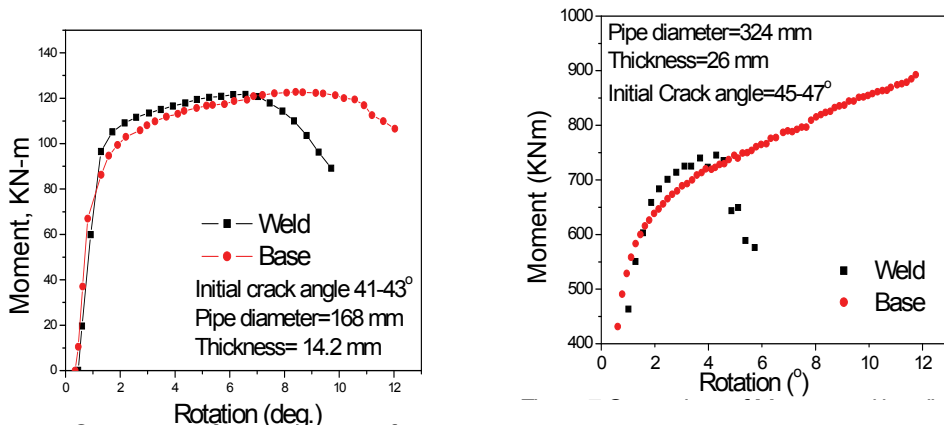 140
120
100
80
60
40
20
0
Moment, KN-m
Weld
Base
Initial crack angle 41-43°
Pipe diameter=168 mm
Thickness= 14.2 mm
0 2 4 6 8 10 12
Rotation (deg.)
1000
900
800
700
600
500
400
Moment (KNm)
Pipe diameter=324 mm
Thickness=26 mm
Initial Crack angle=45-47°
Weld
Base
0 2 4 6 8 10 12
Rotation (°)